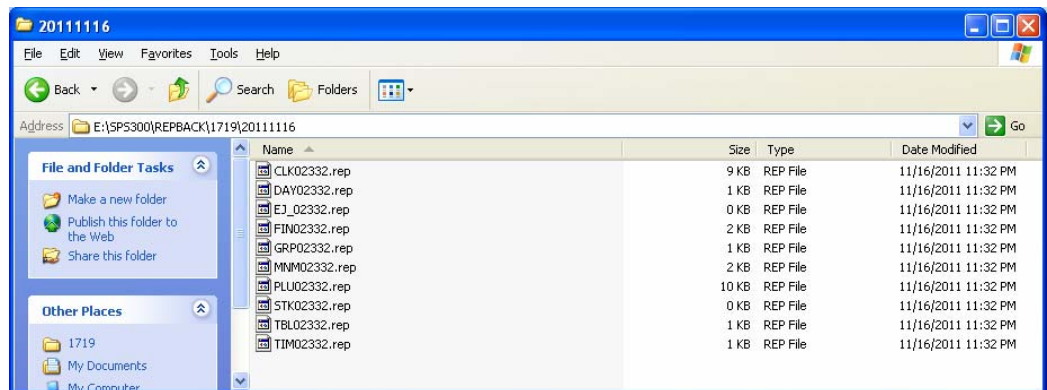 20111116
File Edit View Favorites Tools Help
Back Search Folders
Address E:\SPS300\REPBACK\1719\20111116 Go
Name Size Type Date Modified
File and Folder Tasks
Make a new folder
Publish this folder to
the Web
Share this folder
Other Places
1719
My Documents
My Computer
CLK02332.rep 9 KB REP File 11/16/2011 11:32 PM
DAY02332.rep 1 KB REP File 11/16/2011 11:32 PM
EJ_02332.rep 0 KB REP File 11/16/2011 11:32 PM
FIN02332.rep 2 KB REP File 11/16/2011 11:32 PM
GRP02332.rep 1 KB REP File 11/16/2011 11:32 PM
MNM02332.rep 2 KB REP File 11/16/2011 11:32 PM
PLU02332.rep 10 KB REP File 11/16/2011 11:32 PM
STK02332.rep 0 KB REP File 11/16/2011 11:32 PM
TBL02332.rep 1 KB REP File 11/16/2011 11:32 PM
TIM02332.rep 1 KB REP File 11/16/2011 11:32 PM